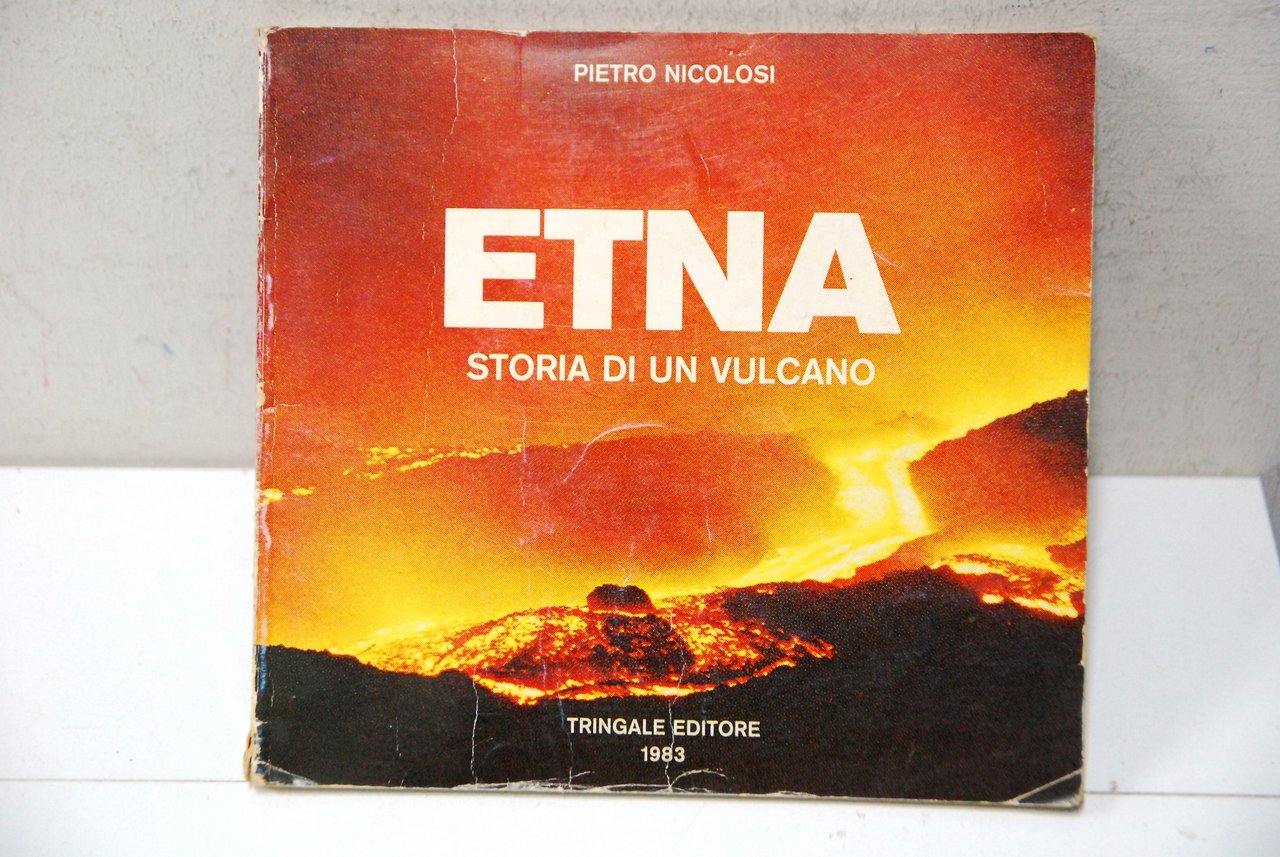 PIETRO NICOLOSI
ETNA
STORIA DI UN VULCANO
TRINGALE EDITORE
1983